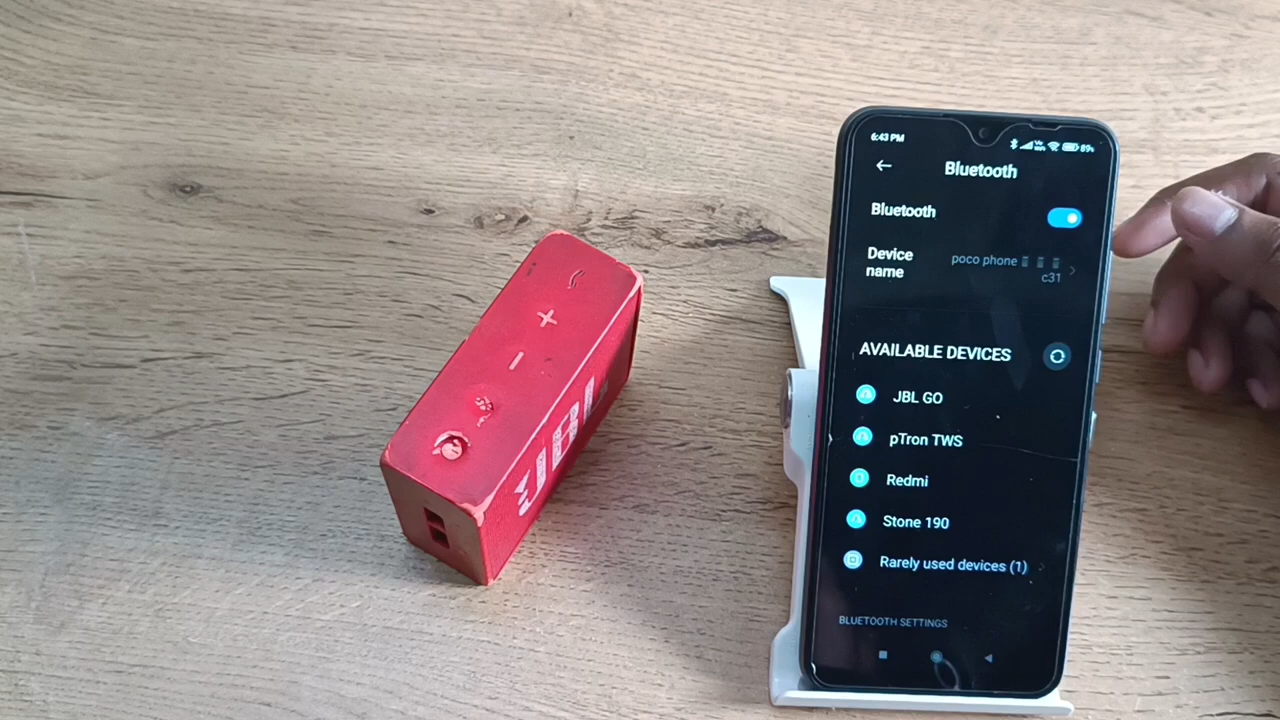 6:43 PM
89%
Bluetooth
Bluetooth
Device
name
poco phone
c31
AVAILABLE DEVICES
JBL GO
pTron TWS
Redmi
Stone 190
Rarely used devices (1)
BLUETOOTH SETTINGS
JBL